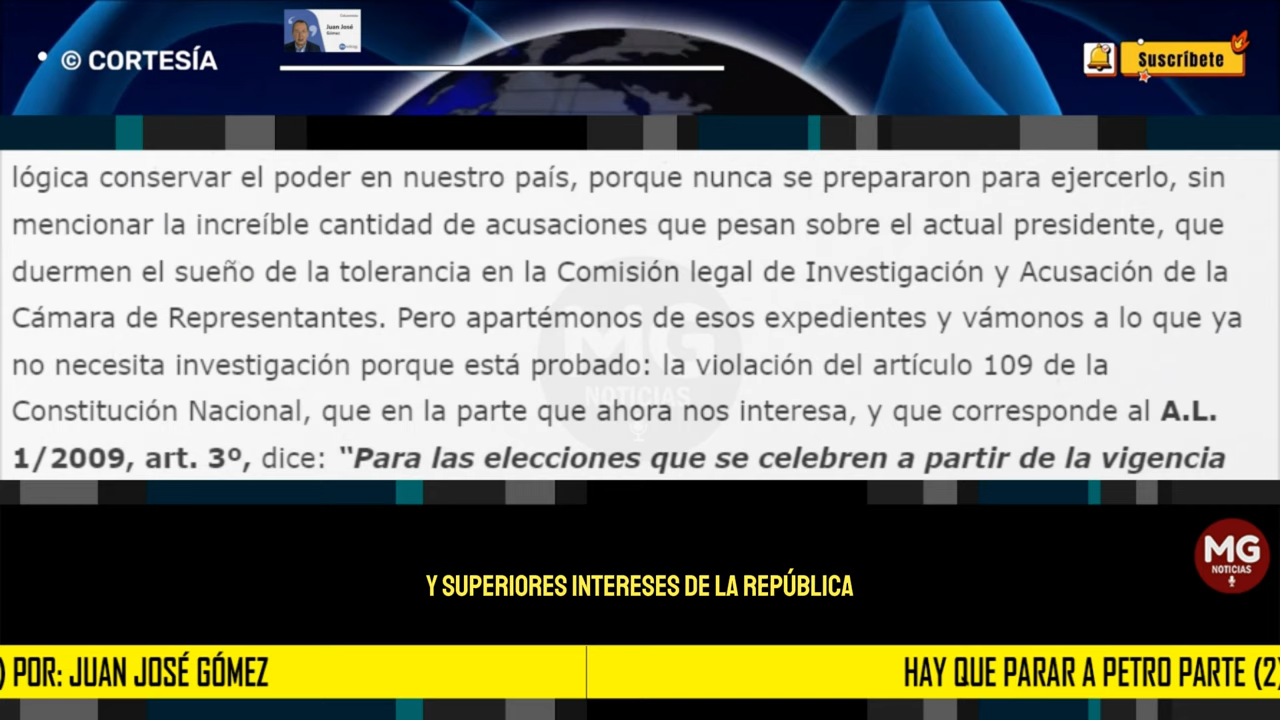 © CORTESÍA
Juan José
Gómez
Suscríbete
lógica conservar el poder en nuestro país, porque nunca se prepararon para ejercerlo, sin
mencionar la increíble cantidad de acusaciones que pesan sobre el actual presidente, que
duermen el sueño de la tolerancia en la Comisión legal de Investigación y Acusación de la
Cámara de Representantes. Pero apartémonos de esos expedientes y vámonos a lo que ya
no necesita investigación porque está probado: la violación del artículo 109 de la
Constitución Nacional, que en la parte que ahora nos interesa, y que corresponde al A.L.
1/2009, art. 3º, dice: “Para las elecciones que se celebren a partir de la vigencia
MG
NOTICIAS
Y SUPERIORES INTERESES DE LA REPÚBLICA
MG
NOTICIAS
) POR: JUAN JOSÉ GÓMEZ
HAY QUE PARAR A PETRO PARTE (2)